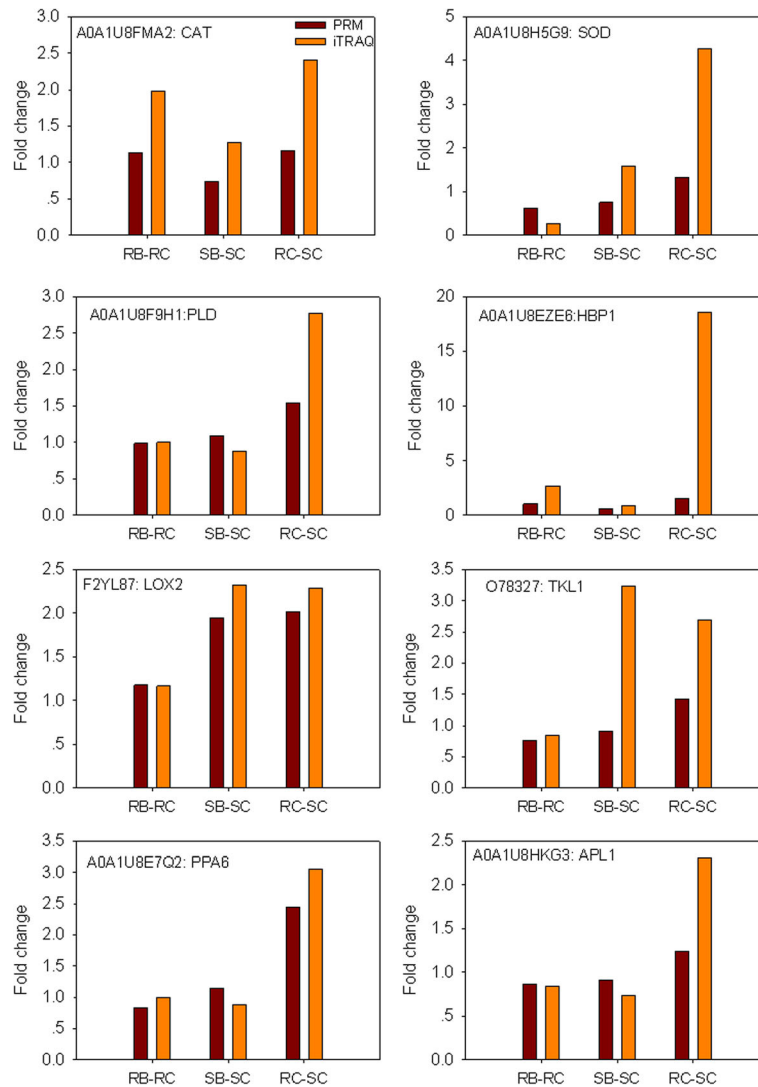 A0A1U8FMA2: CAT
PRM
iTRAQ
Fold change
3.0
2.5
2.0
1.5
1.0
.5
0.0
RB-RC SB-SC RC-SC
A0A1U8H5G9: SOD
Fold change
5
4
3
2
1
0
RB-RC SB-SC RC-SC
A0A1U8F9H1:PLD
Fold change
3.0
2.5
2.0
1.5
1.0
.5
0.0
RB-RC SB-SC RC-SC
A0A1U8EZE6:HBP1
Fold change
20
15
10
5
0
RB-RC SB-SC RC-SC
F2YL87: LOX2
Fold change
2.5
2.0
1.5
1.0
.5
0.0
RB-RC SB-SC RC-SC
O78327: TKL1
Fold change
3.5
3.0
2.5
2.0
1.5
1.0
.5
0.0
RB-RC SB-SC RC-SC
A0A1U8E7Q2: PPA6
Fold change
3.5
3.0
2.5
2.0
1.5
1.0
.5
0.0
RB-RC SB-SC RC-SC
A0A1U8HKG3: APL1
Fold change
2.5
2.0
1.5
1.0
.5
0.0
RB-RC SB-SC RC-SC